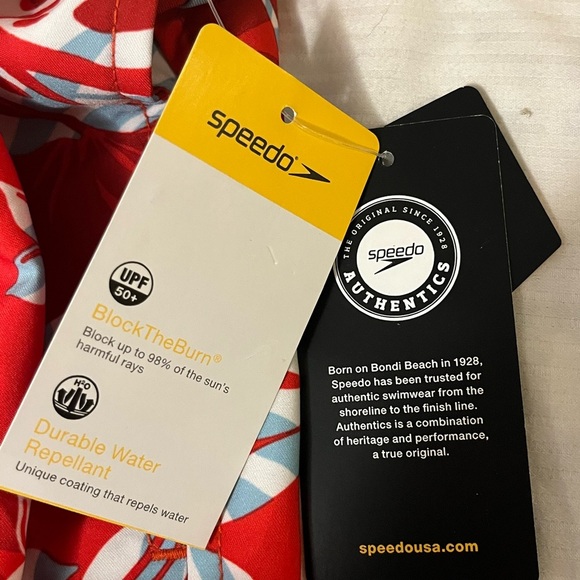 speedo
UPF
50+
BlockTheBurn®
Block up to 98% of the sun's
harmful rays
H²O
Durable Water
Repellant
Unique coating that repels water
THE ORIGINAL SINCE 1928
speedo
AUTHENTICS
Born on Bondi Beach in 1928,
Speedo has been trusted for
authentic swimwear from the
shoreline to the finish line.
Authentics is a combination
of heritage and performance,
a true original.
speedousa.com